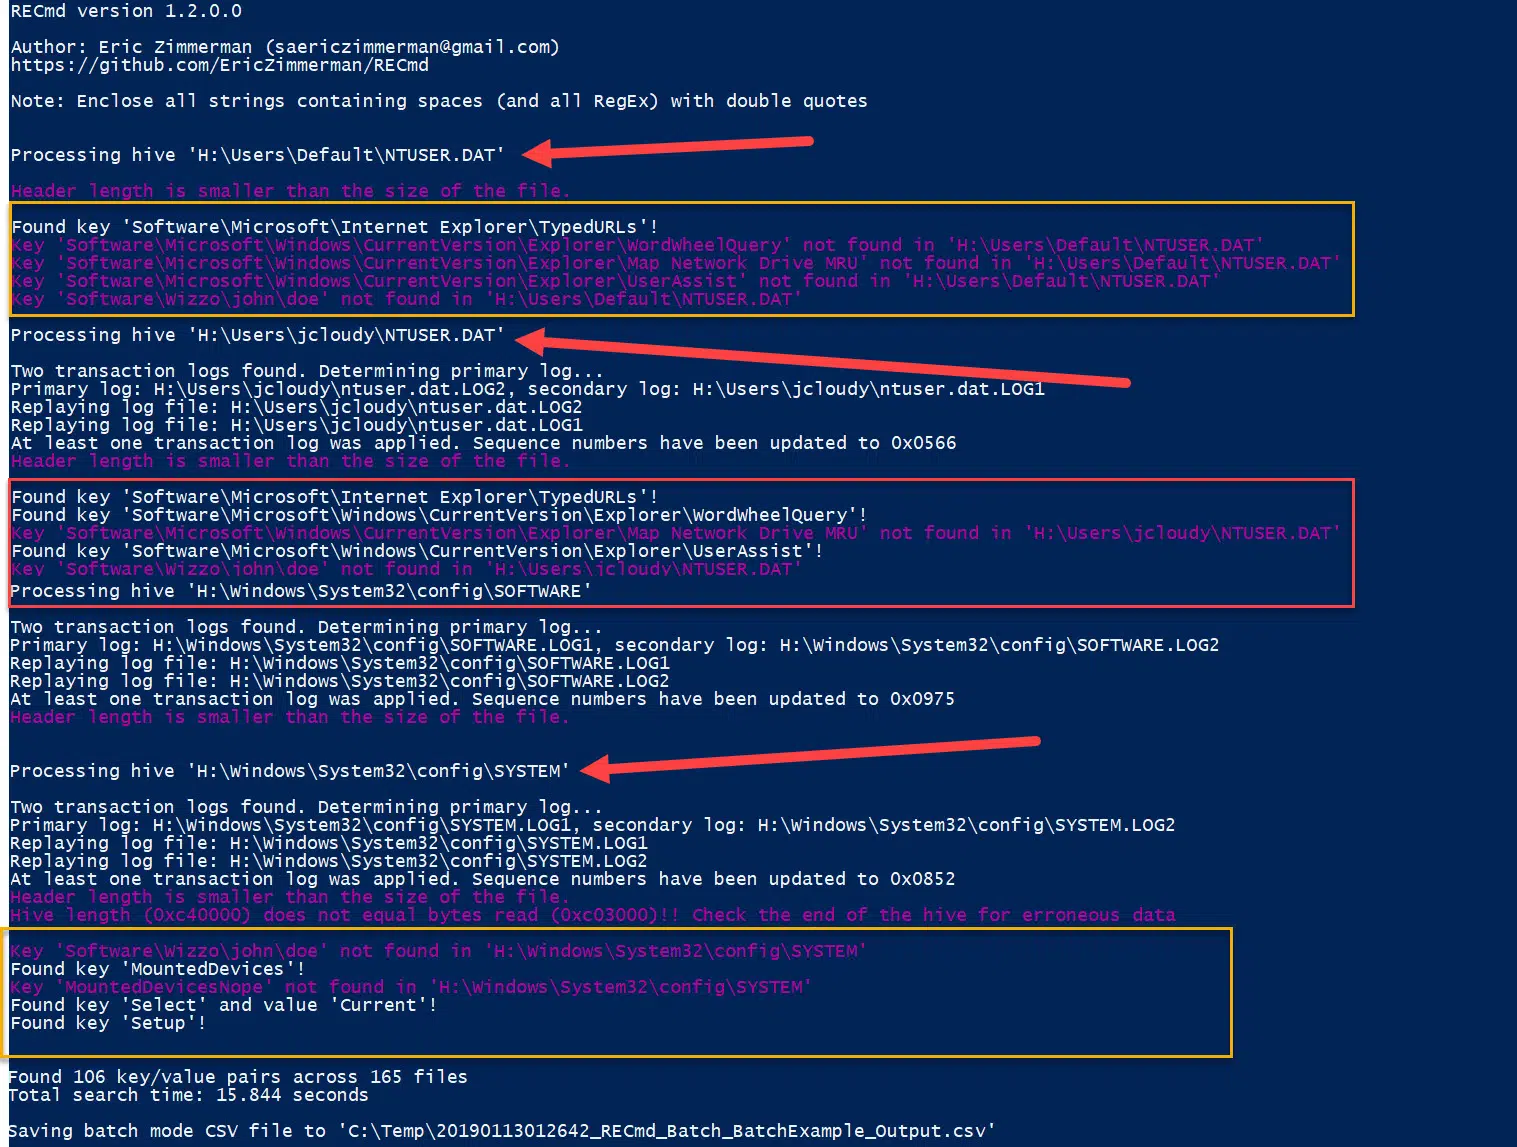 RECmd version 1.2.0.0
Author: Eric Zimmerman (saericzimmerman@gmail.com)
https://github.com/EricZimmerman/RECmd
Note: Enclose all strings containing spaces (and all RegEx) with double quotes
Processing hive 'H:\Users\Default\NTUSER.DAT'
Header length is smaller than the size of the file.
Found key 'Software\Microsoft\Internet Explorer\TypedURLs'!
Key 'Software\Microsoft\Windows\CurrentVersion\Explorer\WordWheelQuery' not found in 'H:\Users\Default\NTUSER.DAT'
Key 'Software\Microsoft\Windows\CurrentVersion\Explorer\Map Network Drive MRU' not found in 'H:\Users\Default\NTUSER.DAT'
Key 'Software\Microsoft\Windows\CurrentVersion\Explorer\UserAssist' not found in 'H:\Users\Default\NTUSER.DAT'
Key 'Software\Wizzo\john\doe' not found in 'H:\Users\Default\NTUSER.DAT'
Processing hive 'H:\Users\jcloudy\NTUSER.DAT'
Two transaction logs found. Determining primary log...
Primary log: H:\Users\jcloudy\ntuser.dat.LOG2, secondary log: H:\Users\jcloudy\ntuser.dat.LOG1
Replaying log file: H:\Users\jcloudy\ntuser.dat.LOG2
Replaying log file: H:\Users\jcloudy\ntuser.dat.LOG1
At least one transaction log was applied. Sequence numbers have been updated to 0x0566
Header length is smaller than the size of the file.
Found key 'Software\Microsoft\Internet Explorer\TypedURLs'!
Found key 'Software\Microsoft\Windows\CurrentVersion\Explorer\WordWheelQuery'!
Key 'Software\Microsoft\Windows\CurrentVersion\Explorer\Map Network Drive MRU' not found in 'H:\Users\jcloudy\NTUSER.DAT'
Found key 'Software\Microsoft\Windows\CurrentVersion\Explorer\UserAssist'!
Key 'Software\Wizzo\john\doe' not found in 'H:\Users\jcloudy\NTUSER.DAT'
Processing hive 'H:\Windows\System32\config\SOFTWARE'
Two transaction logs found. Determining primary log...
Primary log: H:\Windows\System32\config\SOFTWARE.LOG1, secondary log: H:\Windows\System32\config\SOFTWARE.LOG2
Replaying log file: H:\Windows\System32\config\SOFTWARE.LOG1
Replaying log file: H:\Windows\System32\config\SOFTWARE.LOG2
At least one transaction log was applied. Sequence numbers have been updated to 0x0975
Header length is smaller than the size of the file.
Processing hive 'H:\Windows\System32\config\SYSTEM'
Two transaction logs found. Determining primary log...
Primary log: H:\Windows\System32\config\SYSTEM.LOG1, secondary log: H:\Windows\System32\config\SYSTEM.LOG2
Replaying log file: H:\Windows\System32\config\SYSTEM.LOG1
Replaying log file: H:\Windows\System32\config\SYSTEM.LOG2
At least one transaction log was applied. Sequence numbers have been updated to 0x0852
Header length is smaller than the size of the file.
Hive length (0xc40000) does not equal bytes read (0xc03000)!! Check the end of the hive for erroneous data
Key 'Software\Wizzo\john\doe' not found in 'H:\Windows\System32\config\SYSTEM'
Found key 'MountedDevices'!
Key 'MountedDevicesNope' not found in 'H:\Windows\System32\config\SYSTEM'
Found key 'Select' and value 'Current'!
Found key 'Setup'!
Found 106 key/value pairs across 165 files
Total search time: 15.844 seconds
Saving batch mode CSV file to 'C:\Temp\20190113012642_RECmd_Batch_BatchExample_Output.csv'